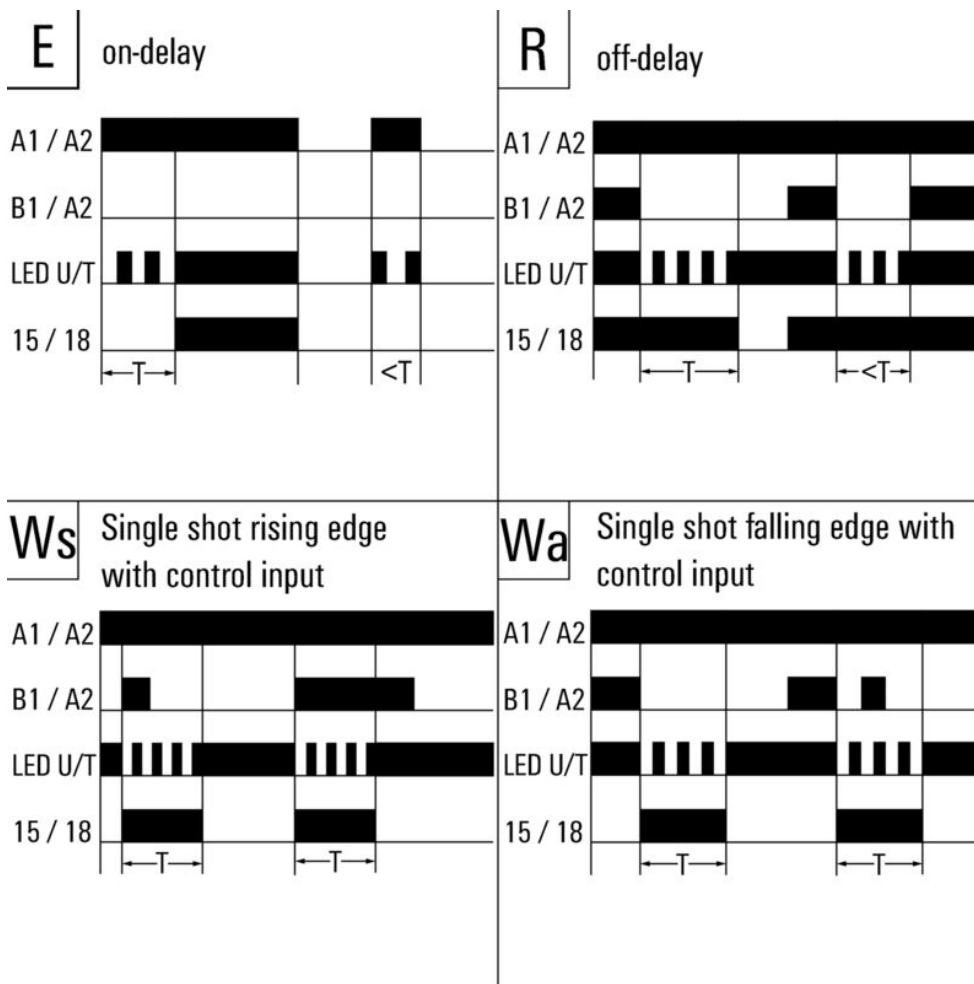 E on-delay
A1 / A2
B1 / A2
LED U/T
15 / 18
T <T
R off-delay
A1 / A2
B1 / A2
LED U/T
15 / 18
T <T
Ws Single shot rising edge
with control input
A1 / A2
B1 / A2
LED U/T
15 / 18
T T
Wa Single shot falling edge with
control input
A1 / A2
B1 / A2
LED U/T
15 / 18
T T